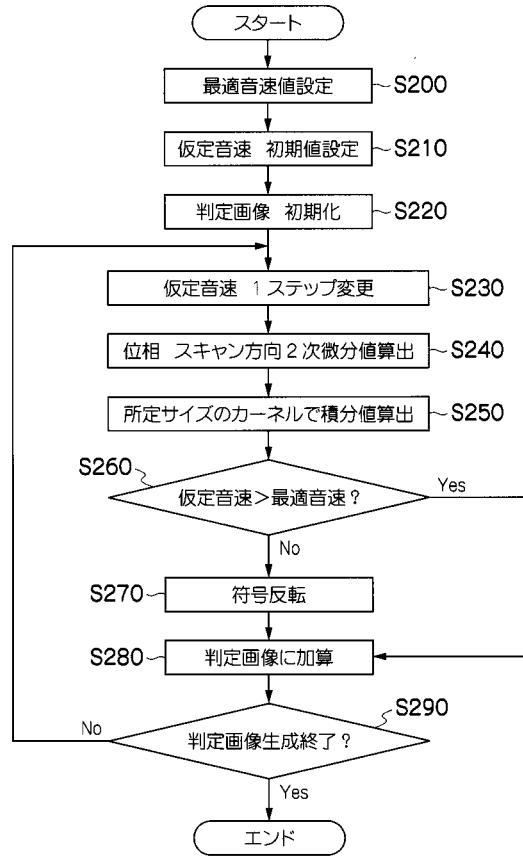 スタート
最適音速値設定 S200
仮定音速 初期値設定 S210
判定画像 初期化 S220
仮定音速 1ステップ変更 S230
位相 スキャン方向2次微分値算出 S240
所定サイズのカーネルで積分値算出 S250
S260
仮定音速>最適音速? Yes
No
S270 符号反転
S280 判定画像に加算
S290
No 判定画像生成終了?
Yes
エンド